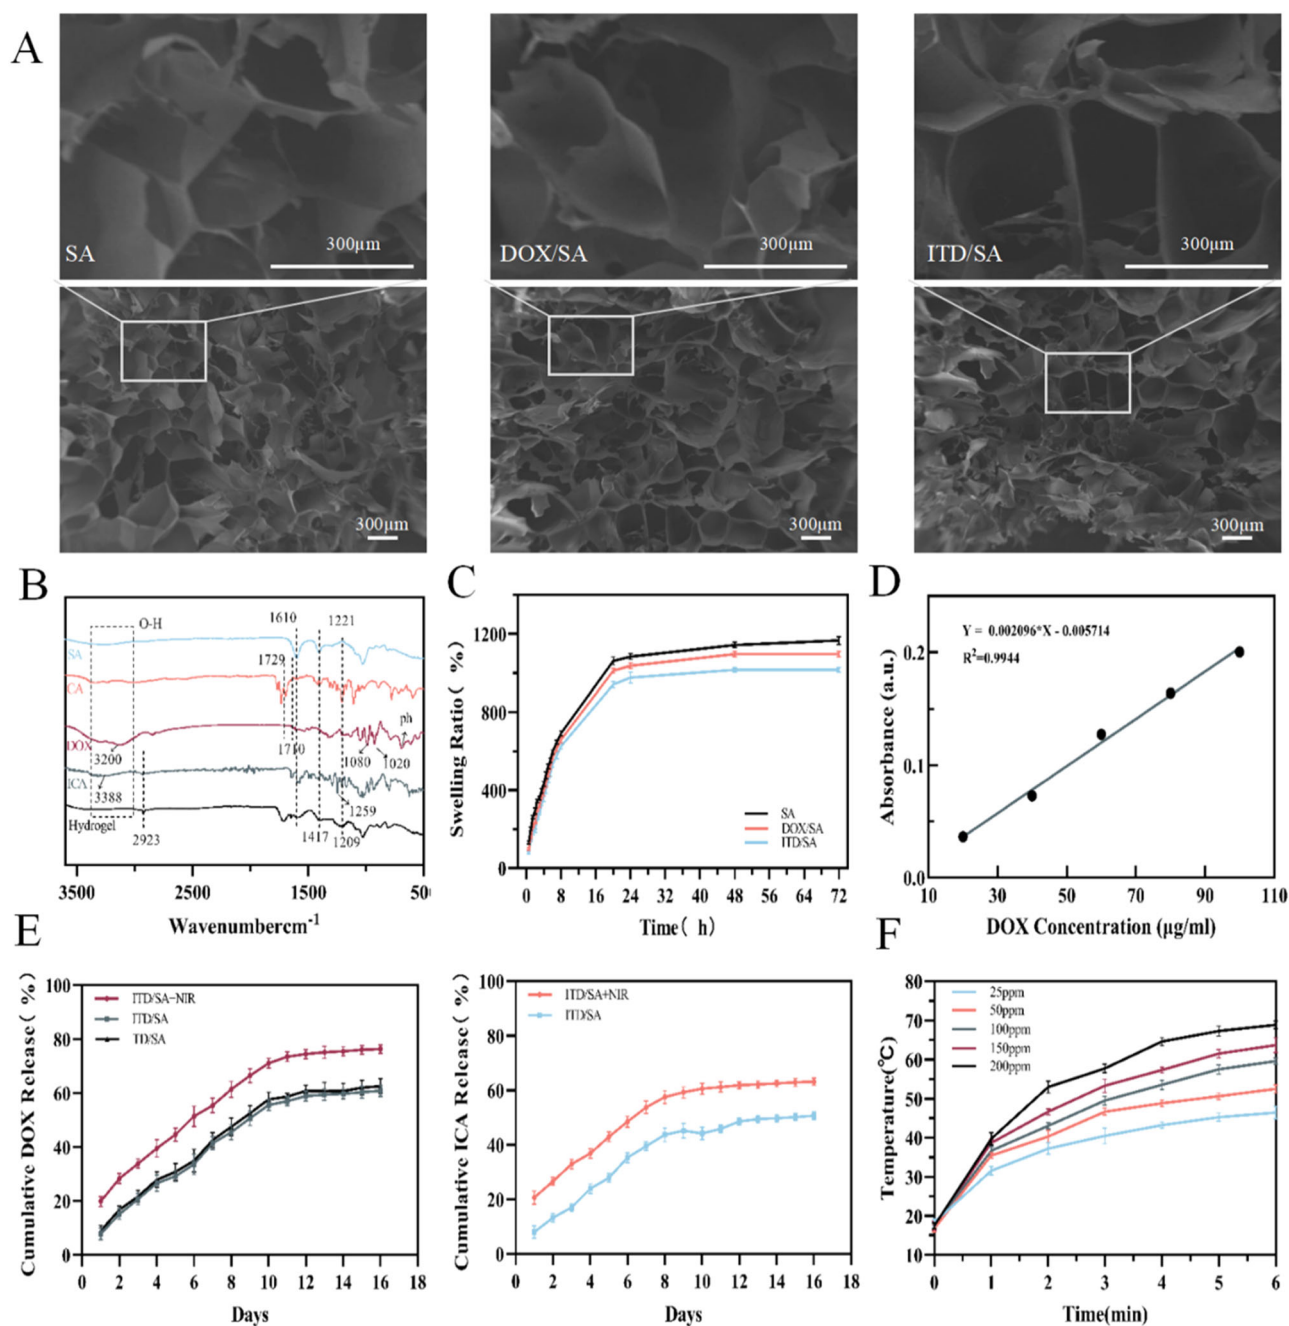 A
SA
300µm
DOX/SA
300µm
ITD/SA
300µm
300µm
300µm
300µm
B
O-H
1610
1221
1729
SA
CA
DOX
ICA
Hydrogel
3200
3388
2923
1710
1080
1020
ph
1259
1417
1209
3500
2500
1500
500
Wavenumbercm-1
C
Swelling Ratio( %)
1200
800
400
0
SA
DOX/SA
ITD/SA
0 8 16 24 32 40 48 56 64 72
Time( h)
D
Absorbance (a.u.)
Y = 0.002096*X - 0.005714
R2=0.9944
0.2
0.1
0.0
10 30 50 70 90 110
DOX Concentration (µg/ml)
E
Cumulative DOX Release( %)
100
80
60
40
20
0
ITD/SA-NIR
ITD/SA
TD/SA
0 2 4 6 8 10 12 14 16 18
Days
Cumulative ICA Release( %)
100
80
60
40
20
0
ITD/SA+NIR
ITD/SA
0 2 4 6 8 10 12 14 16 18
Days
F
Temperature(℃)
80
70
60
50
40
30
20
10
25ppm
50ppm
100ppm
150ppm
200ppm
0 1 2 3 4 5 6
Time(min)